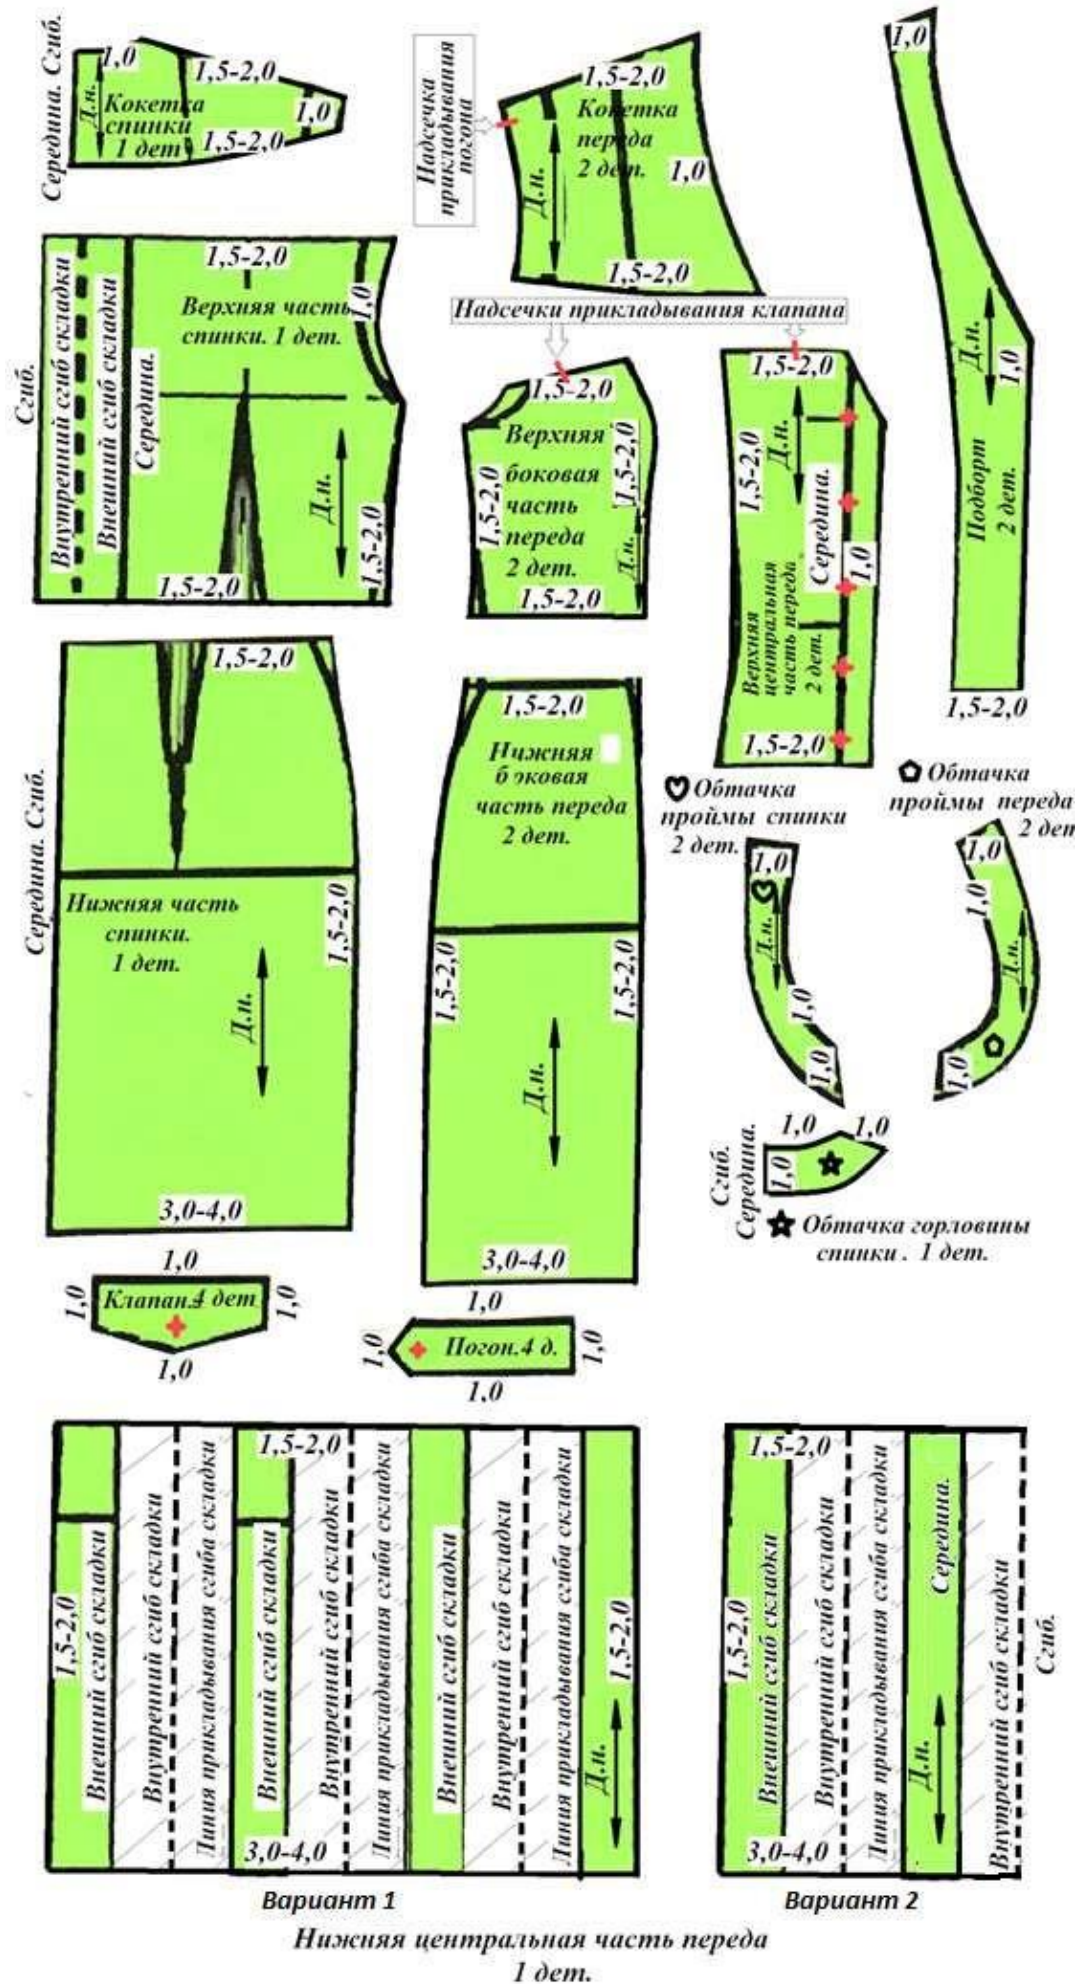 Середина. Сгиб.
1,0
1,5-2,0
Д.н.
Кокетка
спинки
1 дет
1,0
1,5-2,0
Надсечка
прикладывания
погона
1,5-2,0
Кокетка
переда
2 дет.
1,0
Д.н.
1,5-2,0
1,0
Д.н.
1,0
Подборт
2 дет.
1,5-2,0
Сгиб.
Внутренний сгиб складки
Внешний сгиб складки
Середина.
1,5-2,0
Верхняя часть
спинки. 1 дет.
1,0
Д.н.
1,5-2,0
1,5-2,0
Надсечки прикладывания клапана
1,5-2,0
Верхняя
боковая
часть
переда
2 дет.
1,5-2,0
1,5-2,0
Д.н.
1,5-2,0
1,5-2,0
Д.н.
1,5-2,0
Середина.
1,0
Верхняя
центральная
часть переда
2 дет.
1,5-2,0
Середина. Сгиб.
1,5-2,0
Нижняя часть
спинки.
1 дет.
1,5-2,0
Д.н.
3,0-4,0
1,5-2,0
Нижняя
боковая
часть переда
2 дет.
1,5-2,0
1,5-2,0
Д.н.
3,0-4,0
Обтачка
проймы спинки
2 дет.
1,0
Д.н.
1,0
1,0
Обтачка
проймы переда
2 дет
1,0
1,0
Д.н.
1,0
Сгиб.
Середина.
1,0
1,0
1,0
Обтачка горловины
спинки . 1 дет.
1,0
1,0
Клапан.4 дет
1,0
1,0
1,0
1,0
Погон.4 д.
1,0
1,0
1,5-2,0
1,5-2,0
Внешний сгиб складки
Внутренний сгиб складки
Линия прикладывания сгиба складки
Внешний сгиб складки
Внутренний сгиб складки
Линия прикладывания сгиба складки
Внешний сгиб складки
Внутренний сгиб складки
Линия прикладывания сгиба складки
1,5-2,0
Д.н.
3,0-4,0
Вариант 1
1,5-2,0
1,5-2,0
Внешний сгиб складки
Внутренний сгиб складки
Линия прикладывания сгиба складки
Середина.
Д.н.
Внутренний сгиб складки
Сгиб.
3,0-4,0
Вариант 2
Нижняя центральная часть переда
1 дет.